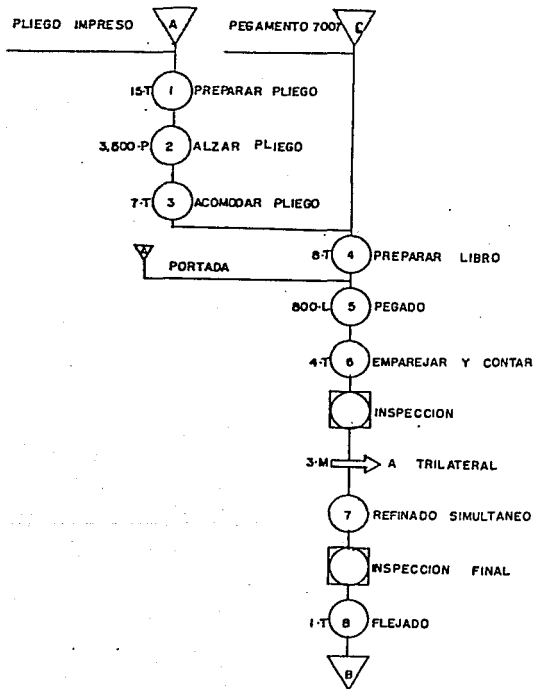 PLIEGO IMPRESO A PEGAMENTO 7007 C
15-T 1 PREPARAR PLIEGO
3,500-P 2 ALZAR PLIEGO
7-T 3 ACOMODAR PLIEGO
8-T 4 PREPARAR LIBRO
A PORTADA
800-L 5 PEGADO
4-T 6 EMPAREJAR Y CONTAR
INSPECCION
3-M A TRILATERAL
7 REFINADO SIMULTANEO
INSPECCION FINAL
1-T 8 FLEJADO
B